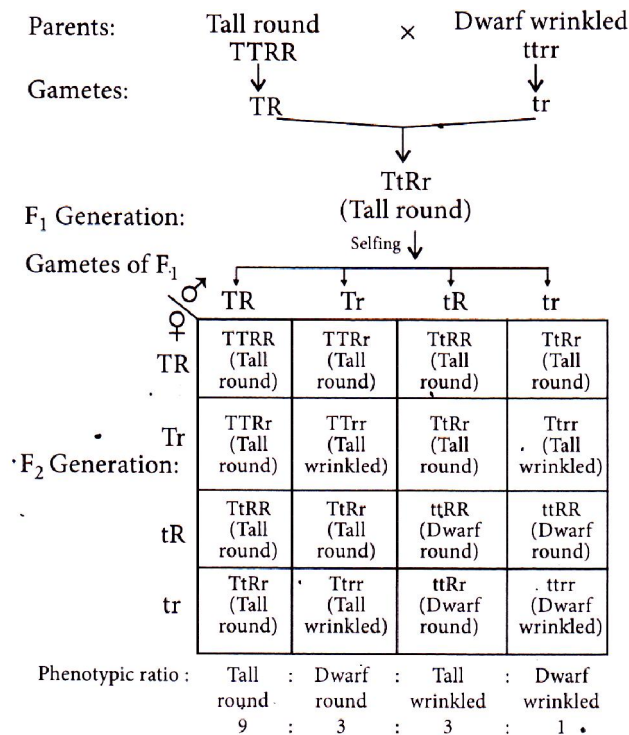 Parents: Tall round × Dwarf wrinkled
TTRR ttrr
Gametes: TR tr
TtRr
F1 Generation: (Tall round)
Selfing
Gametes of F1
♂ TR Tr tR tr
♀
TR TTRR TTRr TtRR TtRr
(Tall (Tall (Tall (Tall
round) round) round) round)
Tr TTRr TTrr TtRr Ttrr
(Tall (Tall (Tall (Tall
F2 Generation: round) wrinkled) round) wrinkled)
tR TtRR TtRr ttRR ttRR
(Tall (Tall (Dwarf (Dwarf
round) round) round) round)
tr TtRr Ttrr ttRr ttrr
(Tall (Tall (Dwarf (Dwarf
round) wrinkled) round) wrinkled)
Phenotypic ratio : Tall : Dwarf : Tall : Dwarf
round round wrinkled wrinkled
9 : 3 : 3 : 1